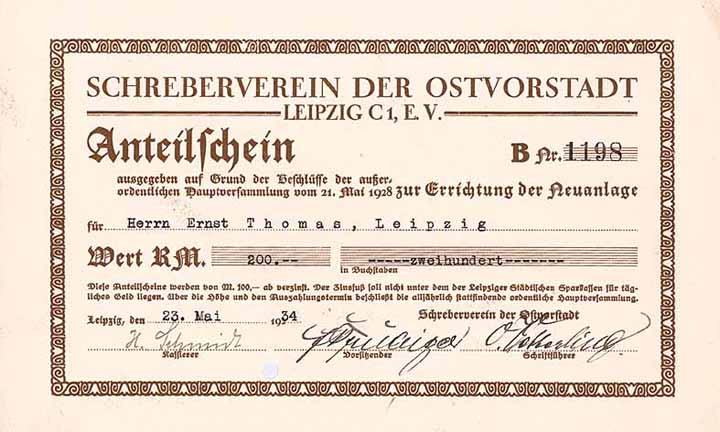 SCHREBERVEREIN DER OSTVORSTADT
LEIPZIG C 1, E. V.
Anteilschein B Nr. 1198
ausgegeben auf Grund der Beschlüsse der außer-
ordentlichen Hauptversammlung vom 21. Mai 1928 zur Errichtung der Neuanlage
für Herrn Ernst Thomas, Leipzig
Wert RM. 200.-- -----zweihundert-------
in Buchstaben
Diese Anteilscheine werden von M. 100,— ab verzinst. Der Zinsfuß soll nicht unter dem der Leipziger Städtischen Sparkassen für täg-
liches Geld liegen. Über die Höhe und den Auszahlungstermin beschließt die alljährlich stattfindende ordentliche Hauptversammlung.
Leipzig, den 23. Mai 1934 Schreberverein der Ostvorstadt
H. Schmidt
Kassierer Vorsitzender Schriftführer